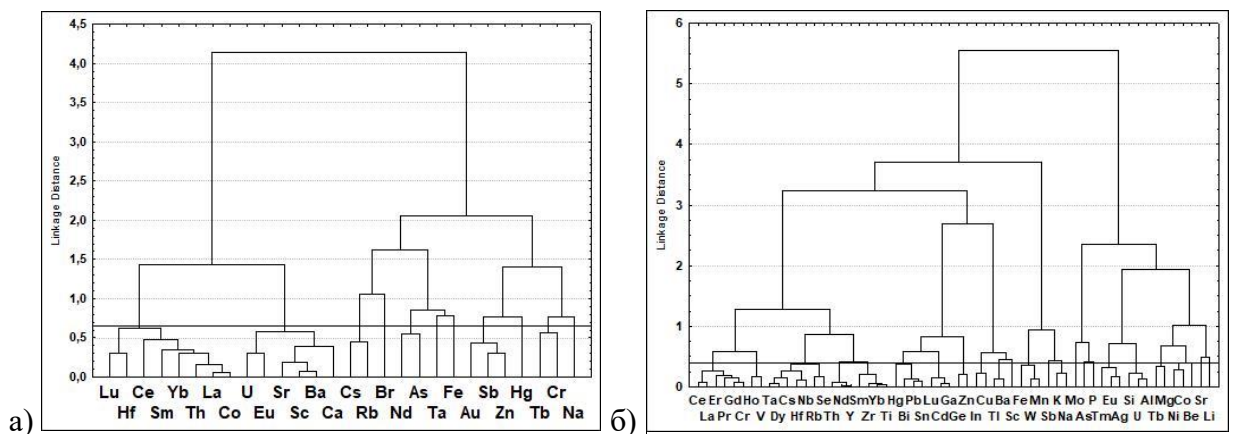 4,5
4,0
3,5
3,0
2,5
2,0
1,5
1,0
0,5
0,0
Linkage Distance
Lu Ce Yb La U Sr Ba Cs Br As Fe Sb Hg Cr
Hf Sm Th Co Eu Sc Ca Rb Nd Ta Au Zn Tb Na
а)
6
5
4
3
2
1
0
Linkage Distance
Ce Er Gd Ho Ta Cs Nb Se Nd Sm Yb Hg Pb Lu Ga Zn Cu Ba Fe Mn K Mo P Eu Si Al Mg Co Sr
La Pr Cr V Dy Hf Rb Th Y Zr Ti Bi Sn Cd Ge In Tl Sc W Sb Na As Tm Ag U Tb Ni Be Li
б)